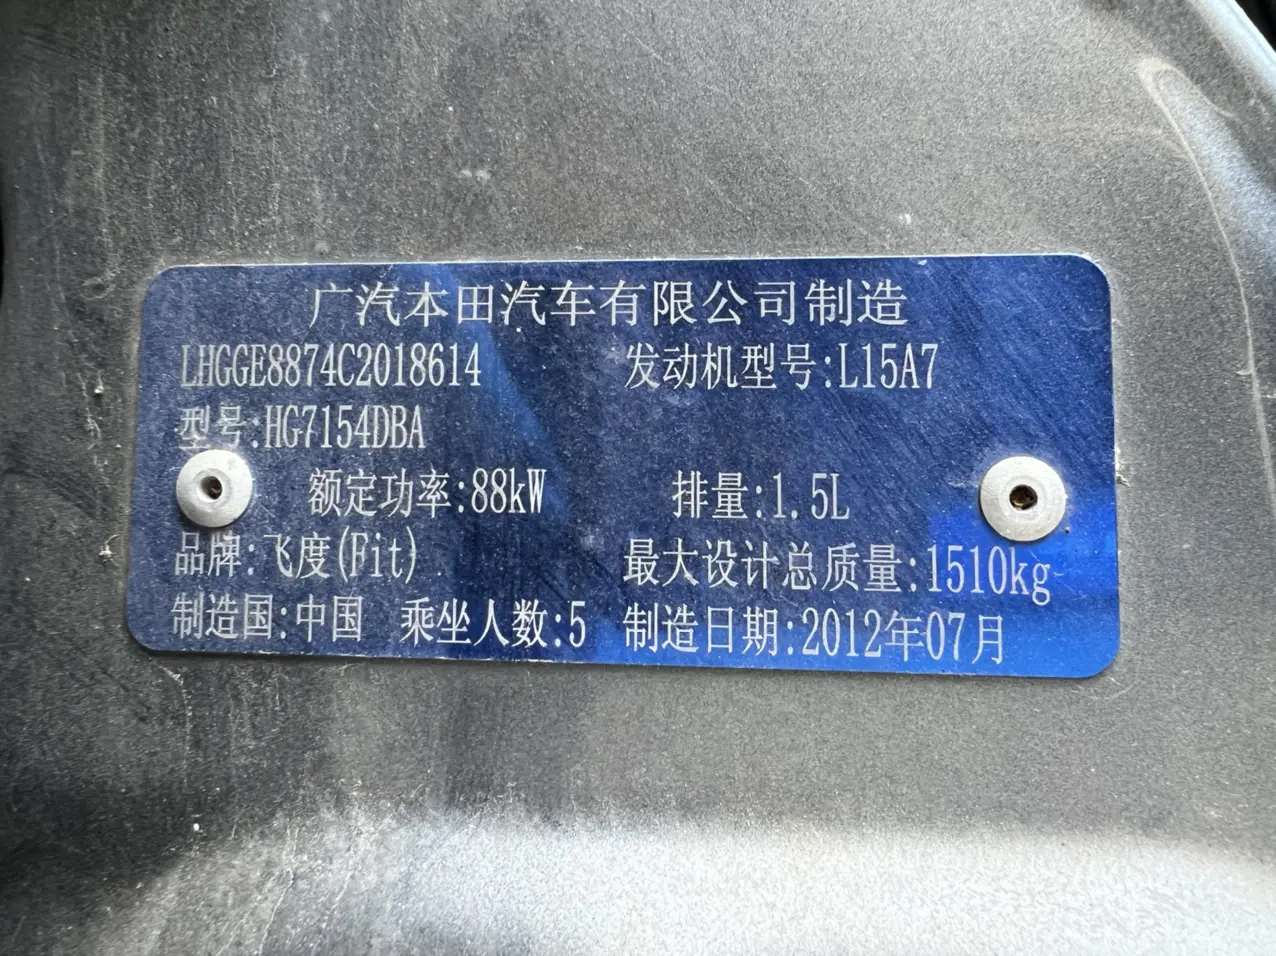 广汽本田汽车有限公司制造
LHGGE8874C2018614 发动机型号:L15A7
型号:HG7154DBA
额定功率:88kW 排量:1.5L
品牌:飞度(Fit) 最大设计总质量:1510kg
制造国:中国 乘坐人数:5 制造日期:2012年07月